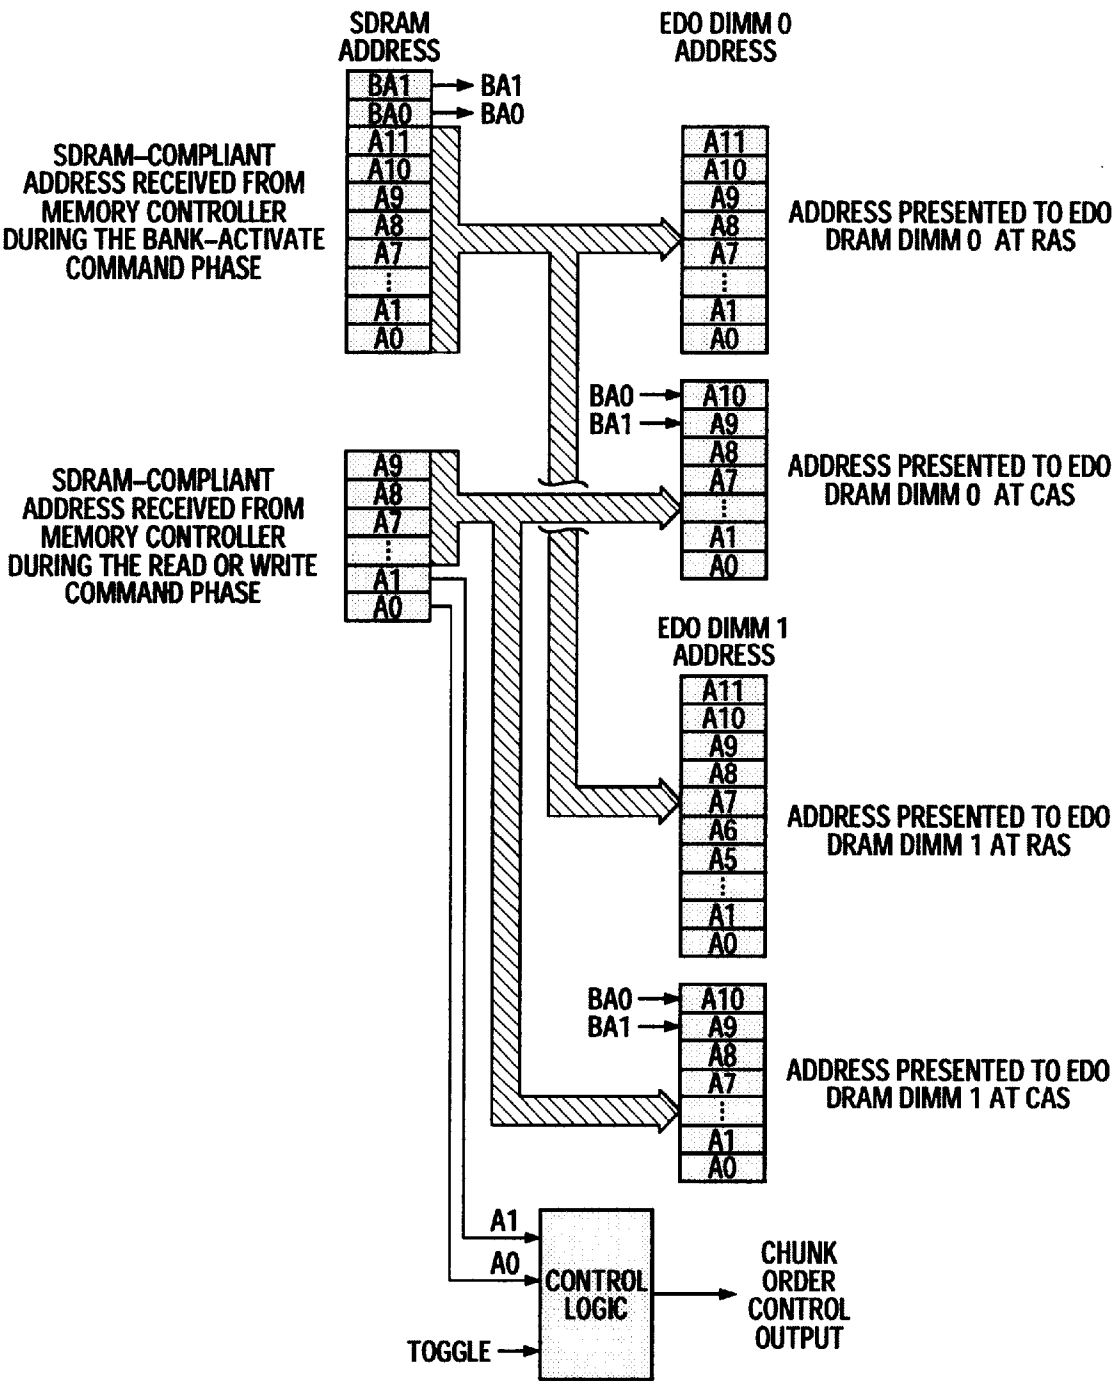 SDRAM
ADDRESS
BA1
BA1
BA0
BA0
A11
A10
A9
A8
A7
A1
A0
SDRAM–COMPLIANT
ADDRESS RECEIVED FROM
MEMORY CONTROLLER
DURING THE BANK–ACTIVATE
COMMAND PHASE
EDO DIMM 0
ADDRESS
A11
A10
A9
A8
A7
A1
A0
ADDRESS PRESENTED TO EDO
DRAM DIMM 0 AT RAS
SDRAM–COMPLIANT
ADDRESS RECEIVED FROM
MEMORY CONTROLLER
DURING THE READ OR WRITE
COMMAND PHASE
A9
A8
A7
A1
A0
BA0
BA1
A10
A9
A8
A7
A1
A0
ADDRESS PRESENTED TO EDO
DRAM DIMM 0 AT CAS
EDO DIMM 1
ADDRESS
A11
A10
A9
A8
A7
A6
A5
A1
A0
ADDRESS PRESENTED TO EDO
DRAM DIMM 1 AT RAS
BA0
BA1
A10
A9
A8
A7
A1
A0
ADDRESS PRESENTED TO EDO
DRAM DIMM 1 AT CAS
A1
A0
TOGGLE
CONTROL
LOGIC
CHUNK
ORDER
CONTROL
OUTPUT